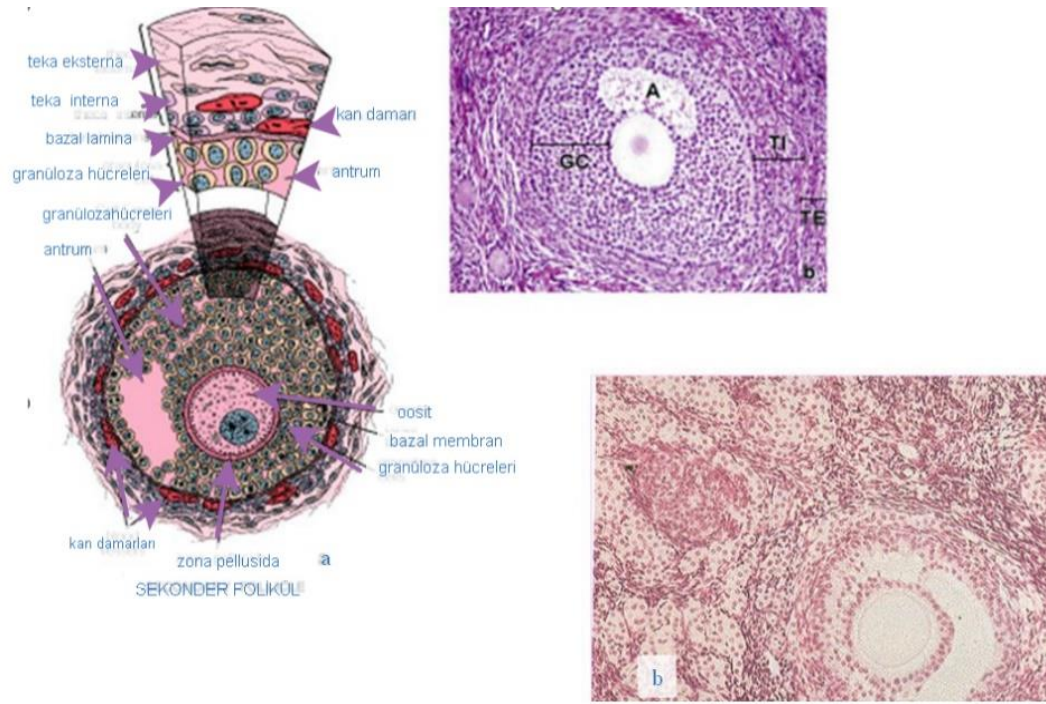 teka eksterna
teka interna
bazal lamina
granüloza hücreleri
kan damarı
antrum
granülozahücreleri
antrum
oosit
bazal membran
granüloza hücreleri
kan damarları
zona pellusida
a
SEKONDER FOLİKÜL
A
GC
TI
TE
b
b